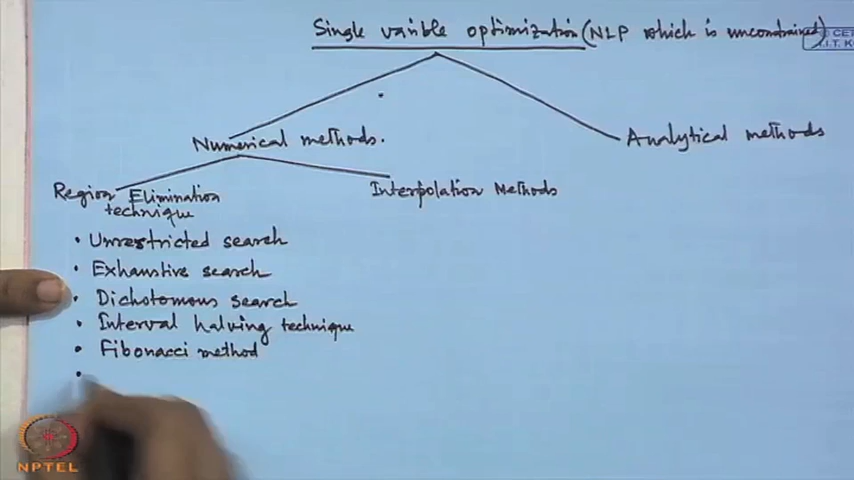 Single variable optimization (NLP which is unconstrained)
© CET
I.I.T. K
Numerical methods.
Analytical methods
Region Elimination technique
Interpolation Methods
• Unrestricted search
• Exhaustive search
• Dichotomous search
• Interval halving technique
• Fibonacci method
•
NPTEL